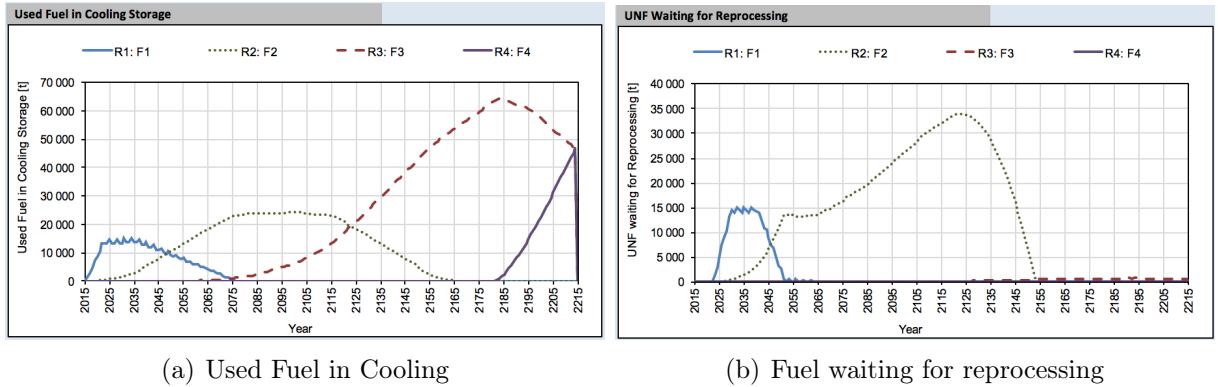 Used Fuel in Cooling Storage
R1: F1 R2: F2 R3: F3 R4: F4
Used Fuel in Cooling Storage [t]
70 000
60 000
50 000
40 000
30 000
20 000
10 000
0
2015 2025 2035 2045 2055 2065 2075 2085 2095 2105 2115 2125 2135 2145 2155 2165 2175 2185 2195 2205 2215
Year
(a) Used Fuel in Cooling
UNF Waiting for Reprocessing
R1: F1 R2: F2 R3: F3 R4: F4
UNF waiting for Reprocessing [t]
40 000
35 000
30 000
25 000
20 000
15 000
10 000
5 000
0
2015 2025 2035 2045 2055 2065 2075 2085 2095 2105 2115 2125 2135 2145 2155 2165 2175 2185 2195 2205 2215
Year
(b) Fuel waiting for reprocessing